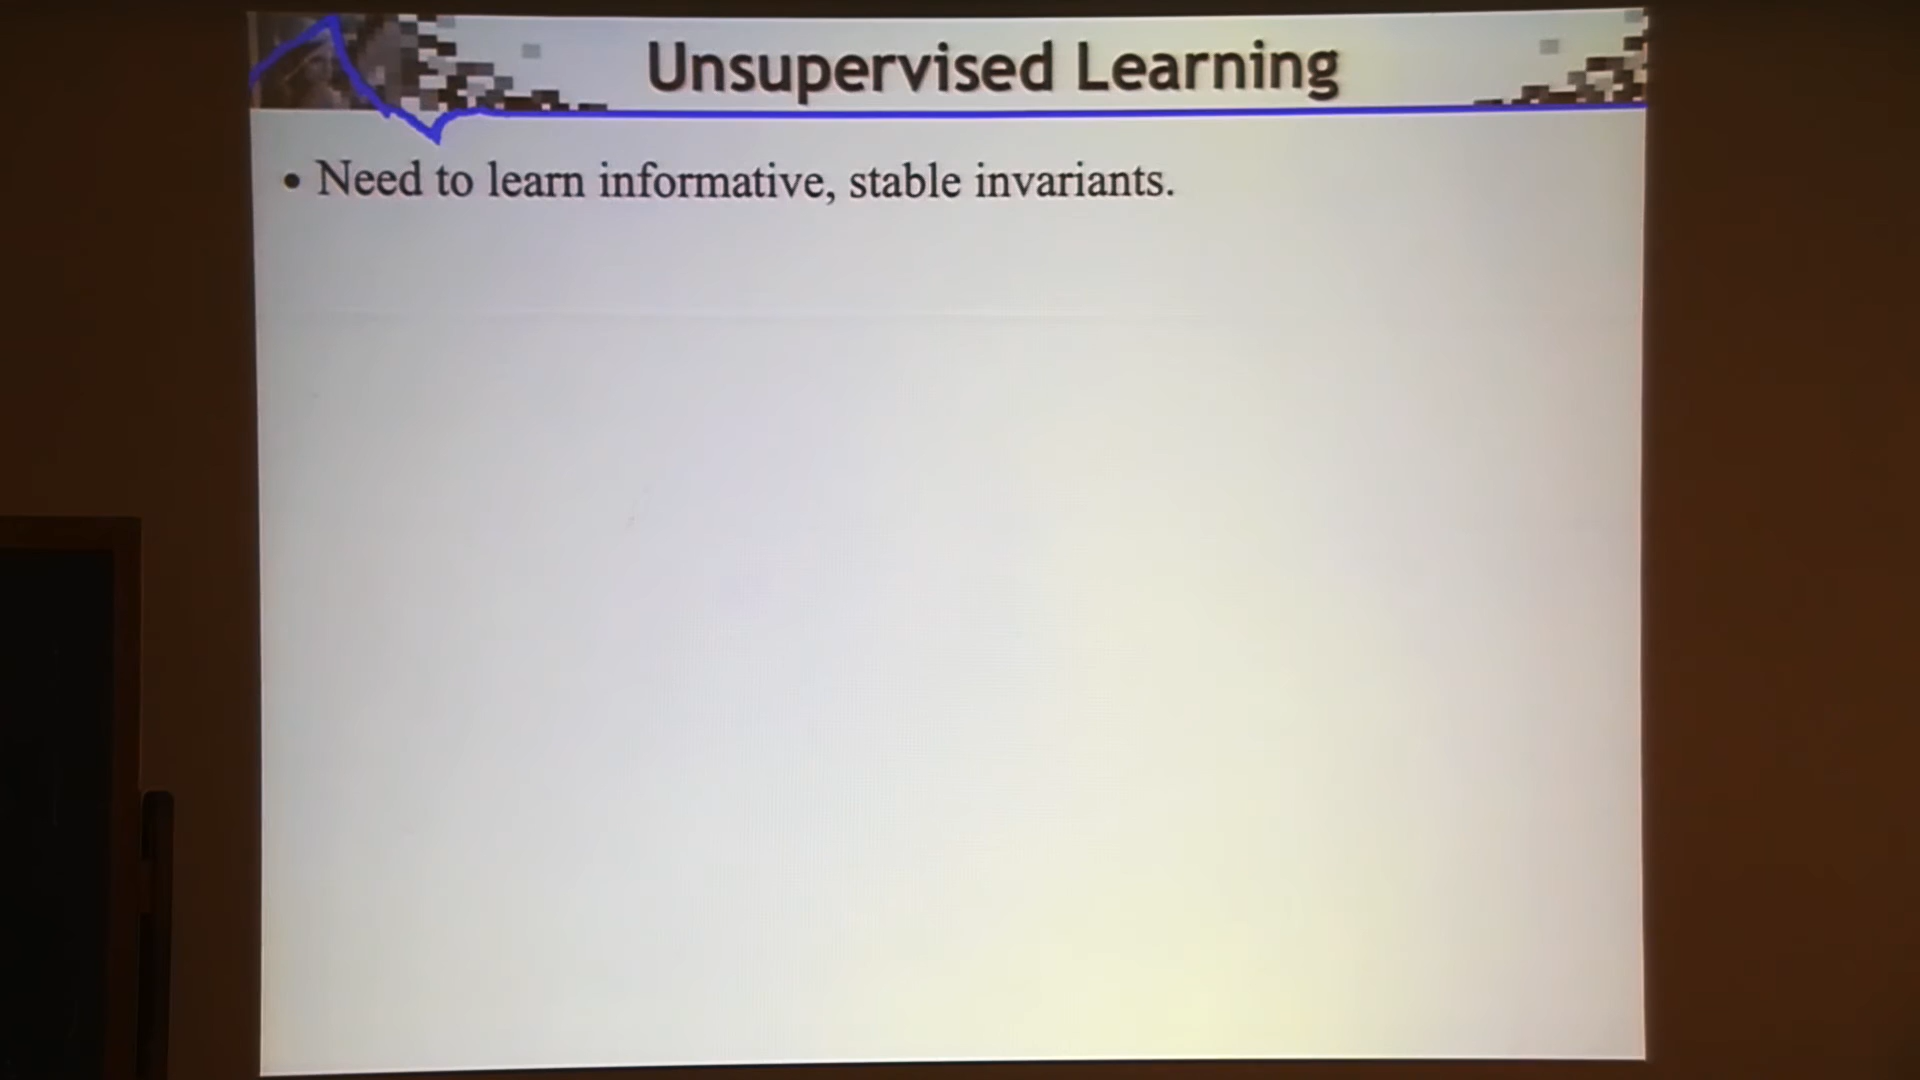 Unsupervised Learning
• Need to learn informative, stable invariants.